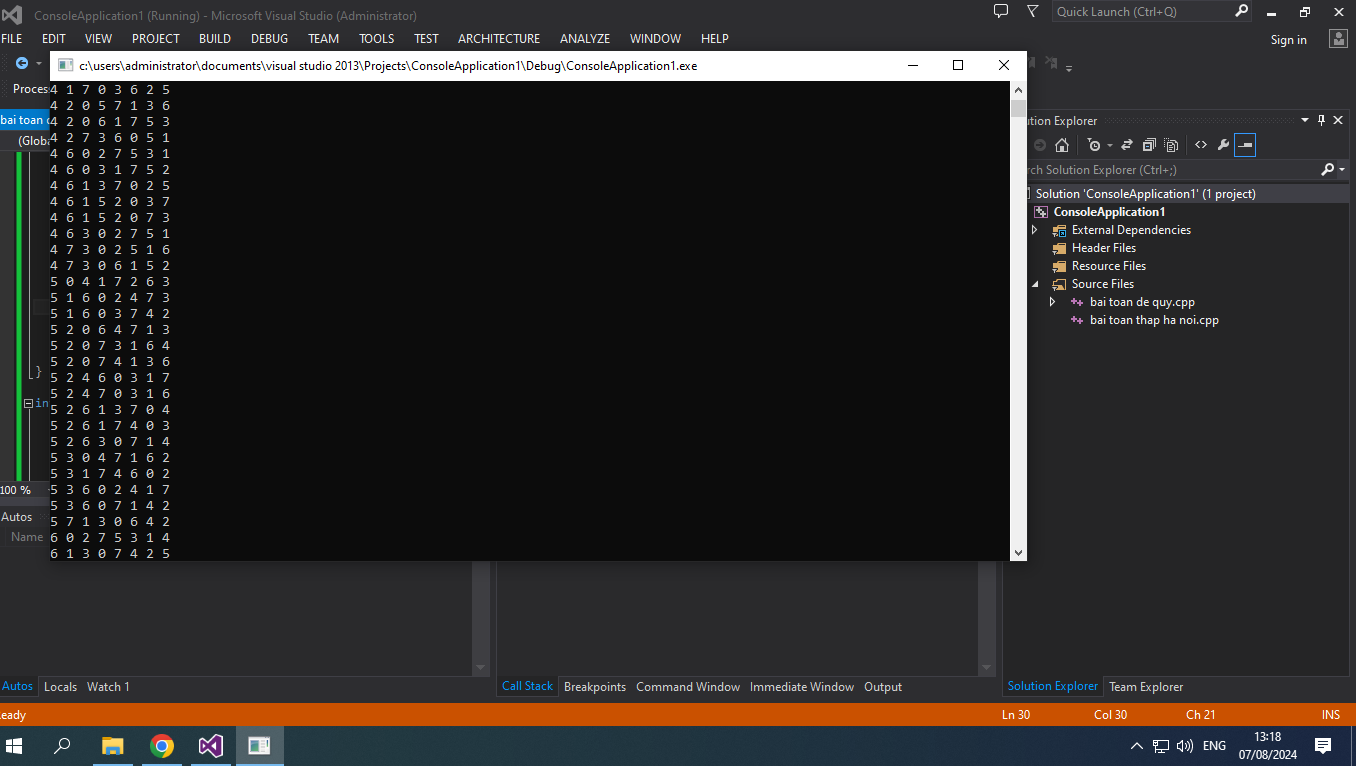 ConsoleApplication1 (Running) - Microsoft Visual Studio (Administrator)
Quick Launch (Ctrl+Q)
FILE EDIT VIEW PROJECT BUILD DEBUG TEAM TOOLS TEST ARCHITECTURE ANALYZE WINDOW HELP
Sign in
c:\users\administrator\documents\visual studio 2013\Projects\ConsoleApplication1\Debug\ConsoleApplication1.exe
4 1 7 0 3 6 2 5
4 2 0 5 7 1 3 6
4 2 0 6 1 7 5 3
4 2 7 3 6 0 5 1
4 6 0 2 7 5 3 1
4 6 0 3 1 7 5 2
4 6 1 3 7 0 2 5
4 6 1 5 2 0 3 7
4 6 1 5 2 0 7 3
4 6 3 0 2 7 5 1
4 7 3 0 2 5 1 6
4 7 3 0 6 1 5 2
5 0 4 1 7 2 6 3
5 1 6 0 2 4 7 3
5 1 6 0 3 7 4 2
5 2 0 6 4 7 1 3
5 2 0 7 3 1 6 4
5 2 0 7 4 1 3 6
5 2 4 6 0 3 1 7
5 2 4 7 0 3 1 6
5 2 6 1 3 7 0 4
5 2 6 1 7 4 0 3
5 2 6 3 0 7 1 4
5 3 0 4 7 1 6 2
5 3 1 7 4 6 0 2
5 3 6 0 2 4 1 7
5 3 6 0 7 1 4 2
5 7 1 3 0 6 4 2
6 0 2 7 5 3 1 4
6 1 3 0 7 4 2 5
Proces
bai toan d
(Globa
}
in
100 %
Autos
Name
ution Explorer
rch Solution Explorer (Ctrl+;)
Solution 'ConsoleApplication1' (1 project)
ConsoleApplication1
External Dependencies
Header Files
Resource Files
Source Files
bai toan de quy.cpp
bai toan thap ha noi.cpp
Autos Locals Watch 1
Call Stack Breakpoints Command Window Immediate Window Output
Solution Explorer Team Explorer
eady
Ln 30 Col 30 Ch 21 INS
ENG
13:18
07/08/2024